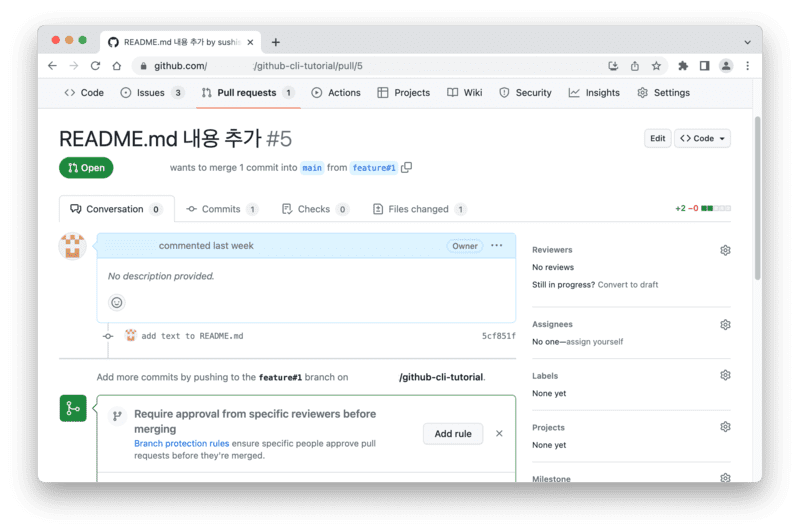 README.md 내용 추가 by sushi
github.com/ /github-cli-tutorial/pull/5
Code Issues 3 Pull requests 1 Actions Projects Wiki Security Insights Settings
README.md 내용 추가 #5
Edit Code
Open wants to merge 1 commit into main from feature#1
Conversation 0 Commits 1 Checks 0 Files changed 1 +2 −0
commented last week Owner
No description provided.
add text to README.md 5cf851f
Add more commits by pushing to the feature#1 branch on /github-cli-tutorial.
Require approval from specific reviewers before
merging
Branch protection rules ensure specific people approve pull
requests before they're merged.
Add rule
Reviewers
No reviews
Still in progress? Convert to draft
Assignees
No one—assign yourself
Labels
None yet
Projects
None yet
Milestone